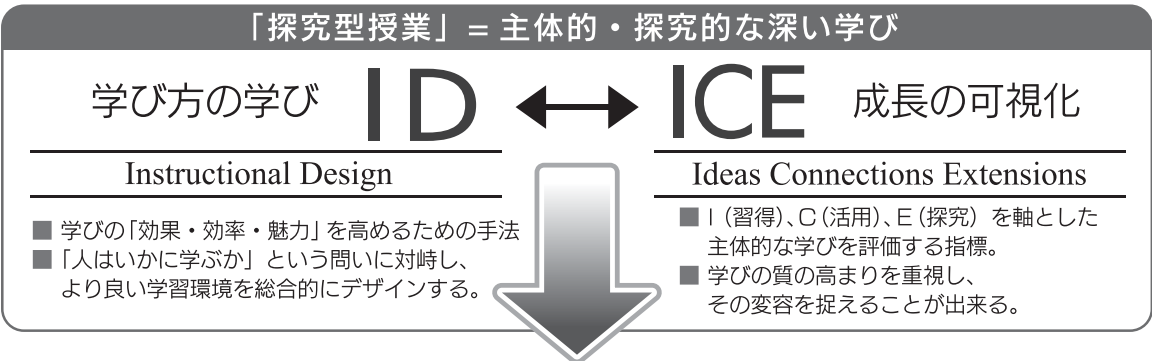 「探究型授業」= 主体的・探究的な深い学び
学び方の学び ID
Instructional Design
■ 学びの「効果・効率・魅力」を高めるための手法
■ 「人はいかに学ぶか」という問いに対峙し、
より良い学習環境を総合的にデザインする。
ICE 成長の可視化
Ideas Connections Extensions
■ I(習得)、C(活用)、E(探究)を軸とした
主体的な学びを評価する指標。
■ 学びの質の高まりを重視し、
その変容を捉えることが出来る。